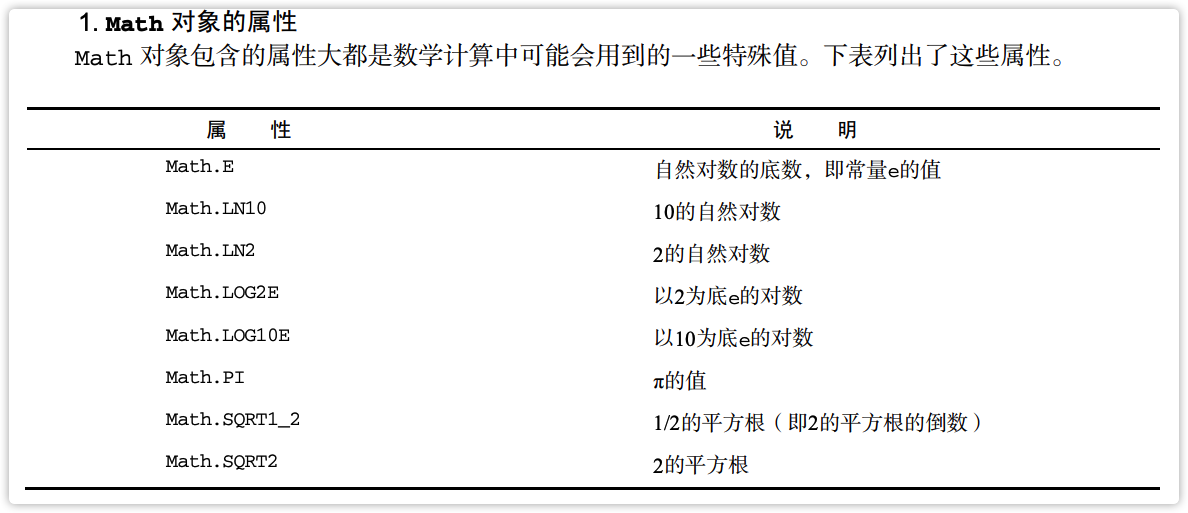 1. Math 对象的属性
Math 对象包含的属性大都是数学计算中可能会用到的一些特殊值。下表列出了这些属性。
属 性 说 明
Math.E 自然对数的底数，即常量e的值
Math.LN10 10的自然对数
Math.LN2 2的自然对数
Math.LOG2E 以2为底e的对数
Math.LOG10E 以10为底e的对数
Math.PI π的值
Math.SQRT1_2 1/2的平方根（即2的平方根的倒数）
Math.SQRT2 2的平方根